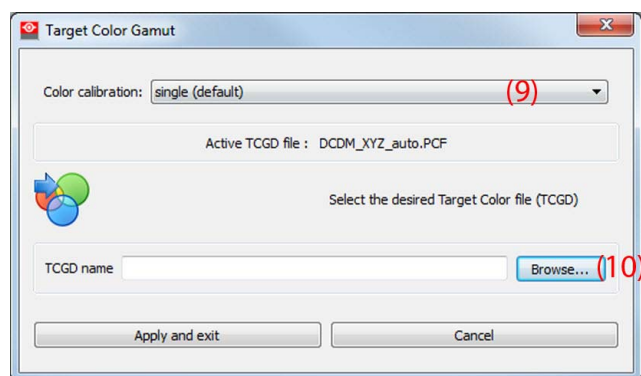 Target Color Gamut
Color calibration: single (default) (9)
Active TCGD file : DCDM_XYZ_auto.PCF
Select the desired Target Color file (TCGD)
TCGD name Browse... (10)
Apply and exit Cancel